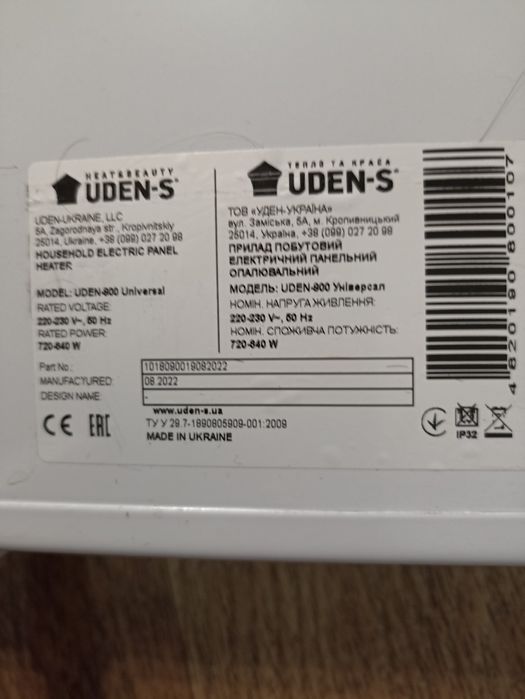 HEAT&BEAUTY
UDEN-S
UDEN-UKRAINE, LLC
5A, Zagorodnaya str., Kropivnitskiy
25014, Ukraine, +38 (099) 027 20 98
HOUSEHOLD ELECTRIC PANEL
HEATER
MODEL: UDEN-900 Universal
RATED VOLTAGE:
220-230 V~, 50 Hz
RATED POWER:
720-840 W
ТЕПЛО ТА КРАСА
UDEN-S
ТОВ «УДЕН-УКРАЇНА»
вул. Заміська, 5А, м. Кропивницький
25014, Україна, +38 (099) 027 20 98
ПРИЛАД ПОБУТОВИЙ
ЕЛЕКТРИЧНИЙ ПАНЕЛЬНИЙ
ОПАЛЮВАЛЬНИЙ
МОДЕЛЬ: UDEN-900 Універсал
НОМІН. НАПРУГА ЖИВЛЕННЯ:
220-230 V~, 50 Hz
НОМІН. СПОЖИВЧА ПОТУЖНІСТЬ:
720-840 W
Part No.: 1018090019082022
MANUFACTURED: 08.2022
DESIGN NAME: -
www.uden-s.ua
ТУ У 29.7-1890805909-001:2009
MADE IN UKRAINE
CE EAC
IP32
4820190800107